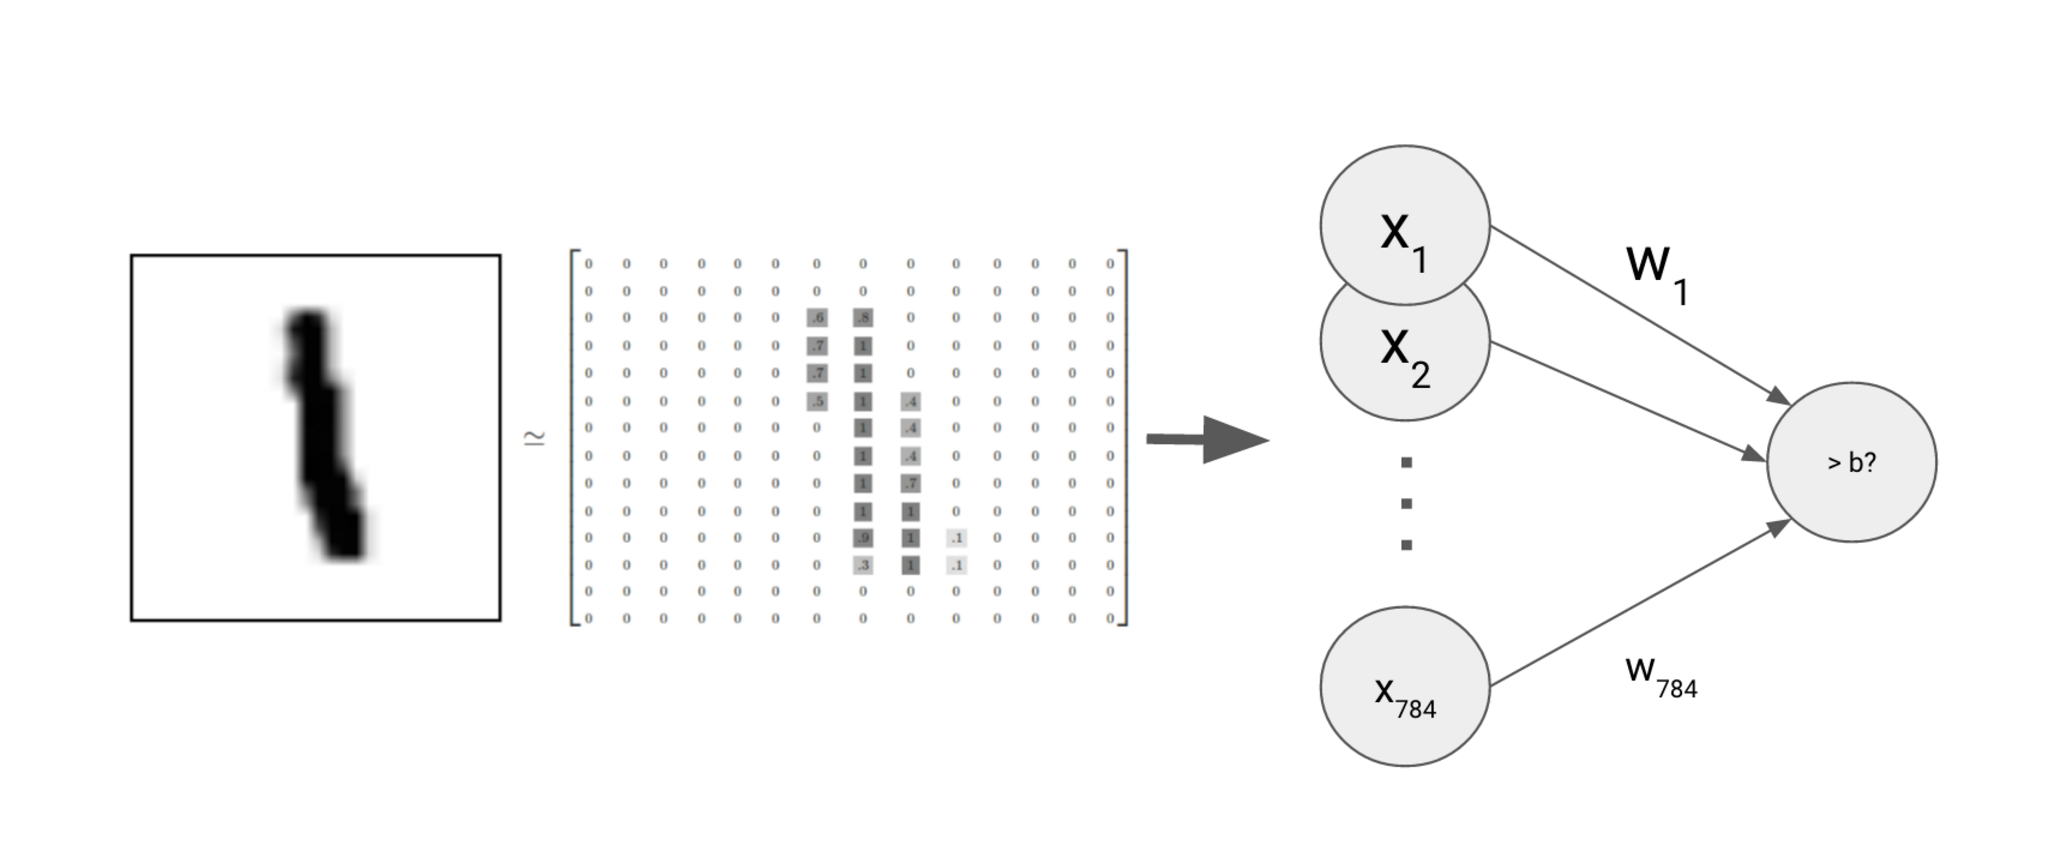 ≃
0 0 0 0 0 0 0 0 0 0 0 0 0 0
0 0 0 0 0 0 0 0 0 0 0 0 0 0
0 0 0 0 0 0 .6 .8 0 0 0 0 0 0
0 0 0 0 0 0 .7 1 0 0 0 0 0 0
0 0 0 0 0 0 .7 1 0 0 0 0 0 0
0 0 0 0 0 0 .5 1 .4 0 0 0 0 0
0 0 0 0 0 0 0 1 .4 0 0 0 0 0
0 0 0 0 0 0 0 1 .4 0 0 0 0 0
0 0 0 0 0 0 0 1 .7 0 0 0 0 0
0 0 0 0 0 0 0 1 1 0 0 0 0 0
0 0 0 0 0 0 0 .9 1 .1 0 0 0 0
0 0 0 0 0 0 0 .3 1 .1 0 0 0 0
0 0 0 0 0 0 0 0 0 0 0 0 0 0
0 0 0 0 0 0 0 0 0 0 0 0 0 0
x₁
w₁
x₂
> b?
x₇₈₄
w₇₈₄